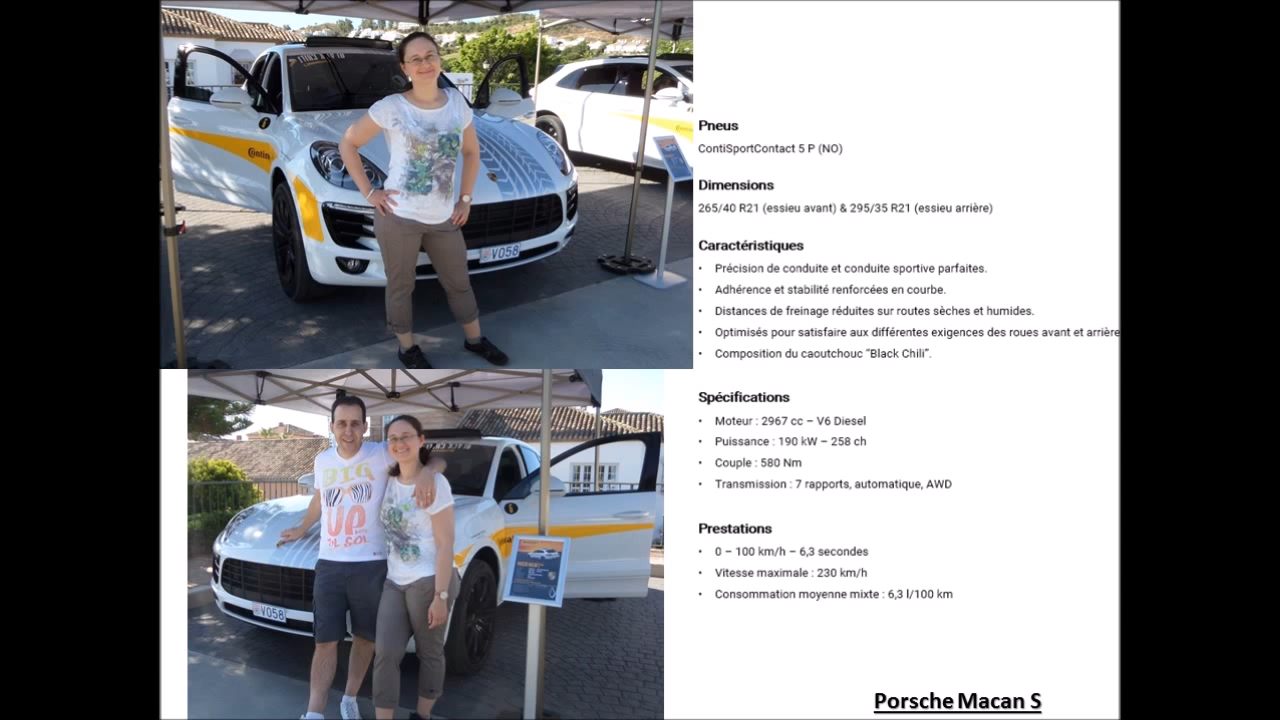 Conti
V058
BIG
UP
V058
Pneus
ContiSportContact 5 P (NO)
Dimensions
265/40 R21 (essieu avant) & 295/35 R21 (essieu arrière)
Caractéristiques
• Précision de conduite et conduite sportive parfaites.
• Adhérence et stabilité renforcées en courbe.
• Distances de freinage réduites sur routes sèches et humides.
• Optimisés pour satisfaire aux différentes exigences des roues avant et arrière
• Composition du caoutchouc "Black Chili".
Spécifications
• Moteur : 2967 cc – V6 Diesel
• Puissance : 190 kW – 258 ch
• Couple : 580 Nm
• Transmission : 7 rapports, automatique, AWD
Prestations
• 0 – 100 km/h – 6,3 secondes
• Vitesse maximale : 230 km/h
• Consommation moyenne mixte : 6,3 l/100 km
Porsche Macan S